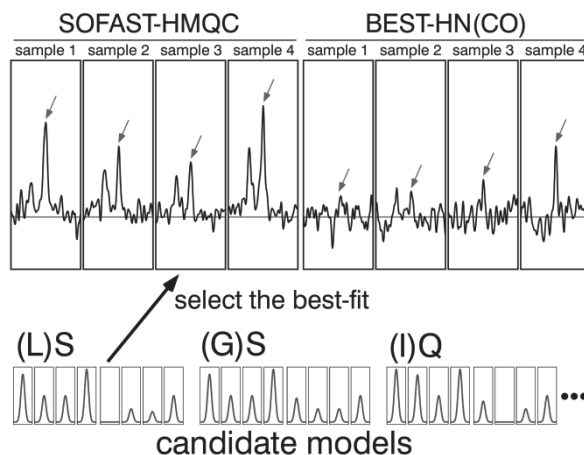 SOFAST-HMQC BEST-HN(CO)
sample 1 sample 2 sample 3 sample 4 sample 1 sample 2 sample 3 sample 4
select the best-fit
(L)S (G)S (I)Q
•••
candidate models